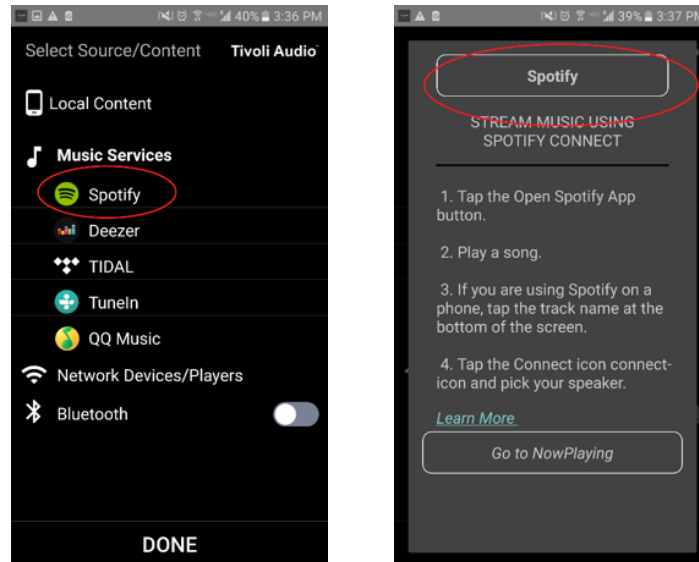 40% 3:36 PM
Select Source/Content Tivoli Audio
Local Content
Music Services
Spotify
Deezer
TIDAL
TuneIn
QQ Music
Network Devices/Players
Bluetooth
DONE
39% 3:37 PM
Spotify
STREAM MUSIC USING
SPOTIFY CONNECT
1. Tap the Open Spotify App
button.
2. Play a song.
3. If you are using Spotify on a
phone, tap the track name at the
bottom of the screen.
4. Tap the Connect icon connect-
icon and pick your speaker.
Learn More
Go to NowPlaying